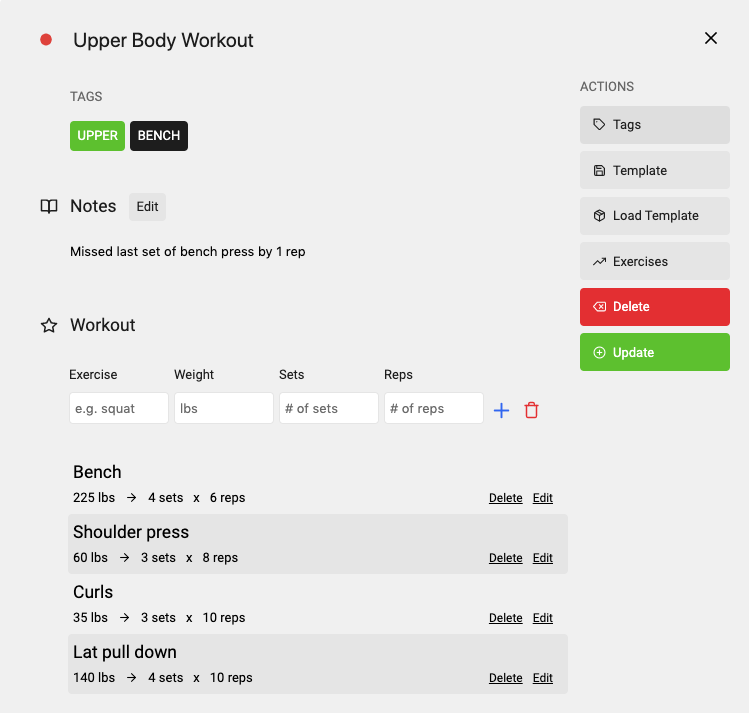 Upper Body Workout
TAGS
UPPER BENCH
ACTIONS
Tags
Template
Load Template
Exercises
Delete
Update
Notes Edit
Missed last set of bench press by 1 rep
Workout
Exercise Weight Sets Reps
e.g. squat lbs # of sets # of reps
Bench
225 lbs → 4 sets x 6 reps Delete Edit
Shoulder press
60 lbs → 3 sets x 8 reps Delete Edit
Curls
35 lbs → 3 sets x 10 reps Delete Edit
Lat pull down
140 lbs → 4 sets x 10 reps Delete Edit